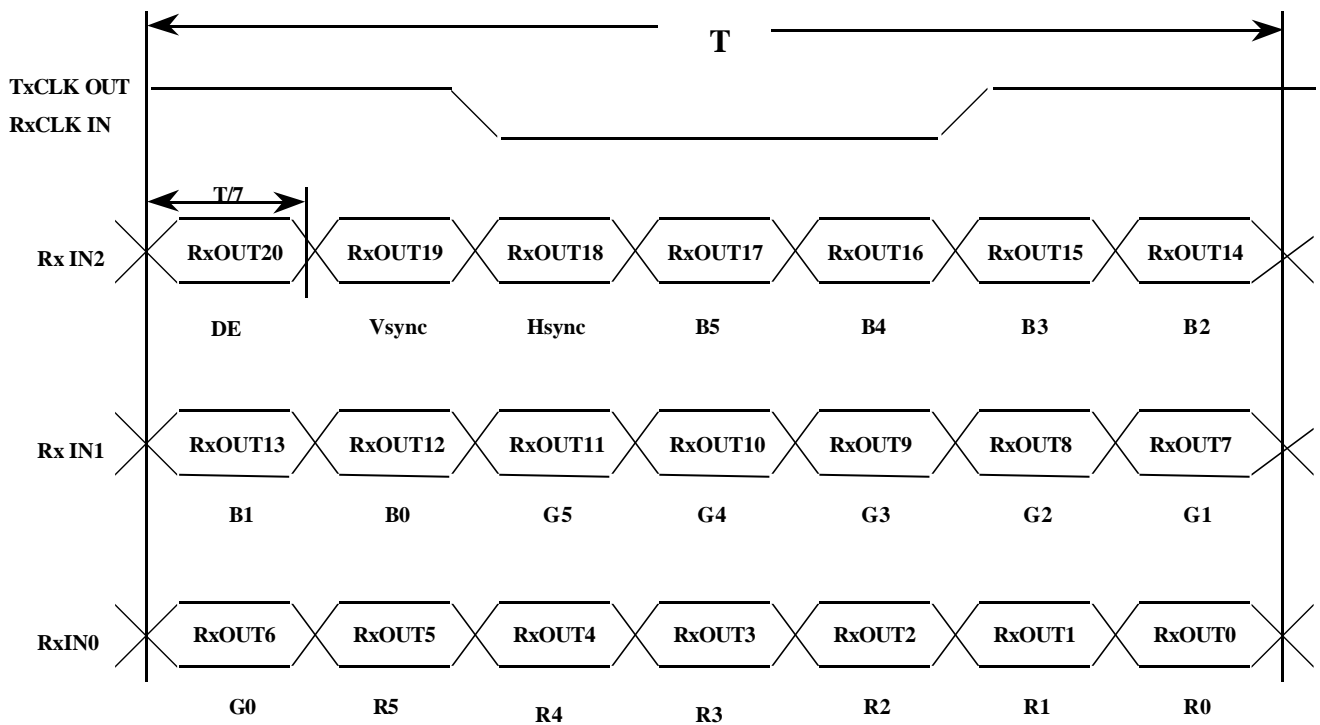 T
TxCLK OUT
RxCLK IN
T/7
Rx IN2 RxOUT20 RxOUT19 RxOUT18 RxOUT17 RxOUT16 RxOUT15 RxOUT14
DE Vsync Hsync B5 B4 B3 B2
Rx IN1 RxOUT13 RxOUT12 RxOUT11 RxOUT10 RxOUT9 RxOUT8 RxOUT7
B1 B0 G5 G4 G3 G2 G1
RxIN0 RxOUT6 RxOUT5 RxOUT4 RxOUT3 RxOUT2 RxOUT1 RxOUT0
G0 R5 R4 R3 R2 R1 R0